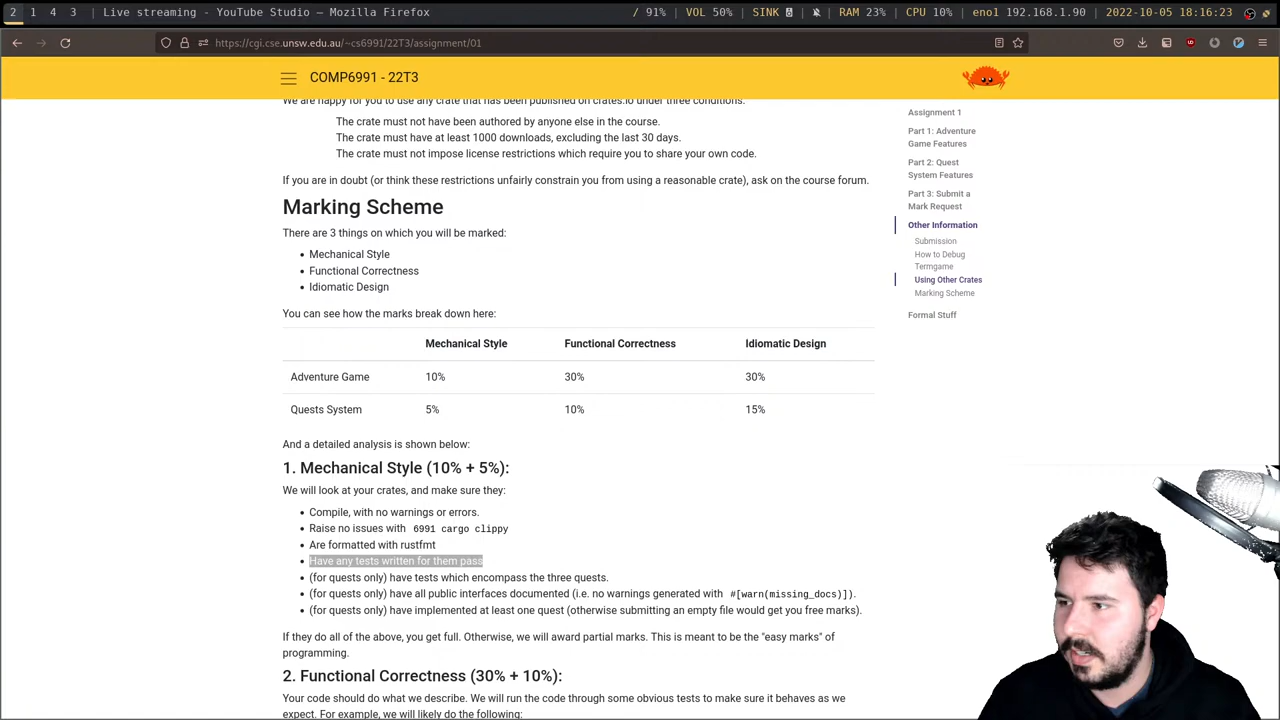 2 1 4 3 Live streaming - YouTube Studio — Mozilla Firefox / 91% VOL 50% SINK RAM 23% CPU 10% eno1 192.168.1.90 2022-10-05 18:16:23
https://cgi.cse.unsw.edu.au/~cs6991/22T3/assignment/01
COMP6991 - 22T3
We are happy for you to use any crate that has been published on crates.io under three conditions:
The crate must not have been authored by anyone else in the course.
The crate must have at least 1000 downloads, excluding the last 30 days.
The crate must not impose license restrictions which require you to share your own code.
If you are in doubt (or think these restrictions unfairly constrain you from using a reasonable crate), ask on the course forum.
Marking Scheme
There are 3 things on which you will be marked:
• Mechanical Style
• Functional Correctness
• Idiomatic Design
You can see how the marks break down here:
Mechanical Style Functional Correctness Idiomatic Design
Adventure Game 10% 30% 30%
Quests System 5% 10% 15%
And a detailed analysis is shown below:
1. Mechanical Style (10% + 5%):
We will look at your crates, and make sure they:
• Compile, with no warnings or errors.
• Raise no issues with 6991 cargo clippy
• Are formatted with rustfmt
• Have any tests written for them pass
• (for quests only) have tests which encompass the three quests.
• (for quests only) have all public interfaces documented (i.e. no warnings generated with #[warn(missing_docs)]).
• (for quests only) have implemented at least one quest (otherwise submitting an empty file would get you free marks).
If they do all of the above, you get full. Otherwise, we will award partial marks. This is meant to be the "easy marks" of
programming.
2. Functional Correctness (30% + 10%):
Your code should do what we describe. We will run the code through some obvious tests to make sure it behaves as we
expect. For example, we will likely do the following:
Assignment 1
Part 1: Adventure
Game Features
Part 2: Quest
System Features
Part 3: Submit a
Mark Request
Other Information
Submission
How to Debug
Termgame
Using Other Crates
Marking Scheme
Formal Stuff